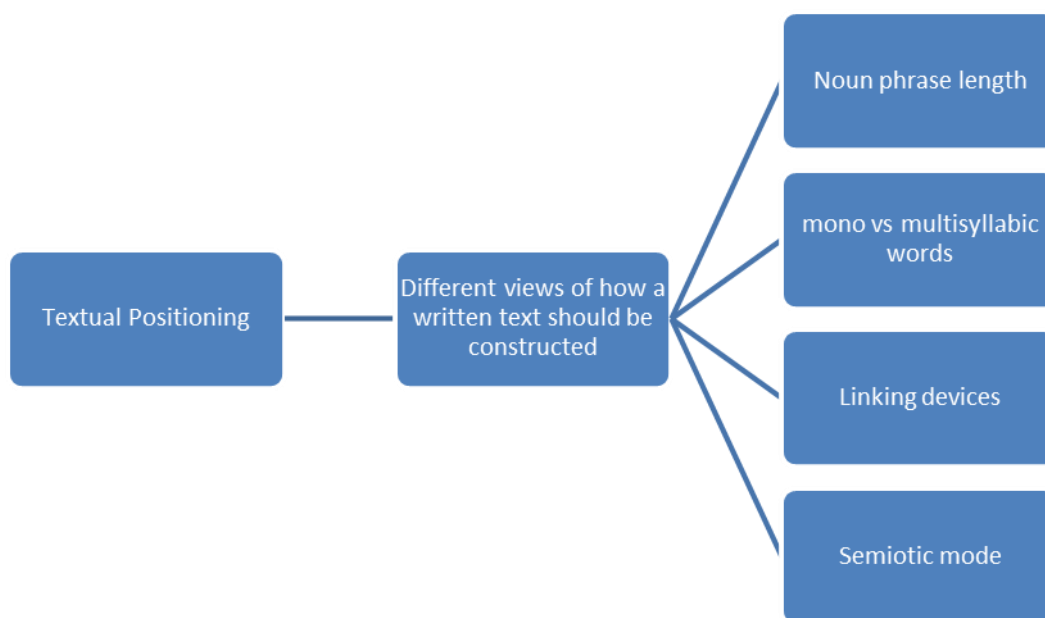 Textual Positioning
Different views of how a
written text should be
constructed
Noun phrase length
mono vs multisyllabic
words
Linking devices
Semiotic mode